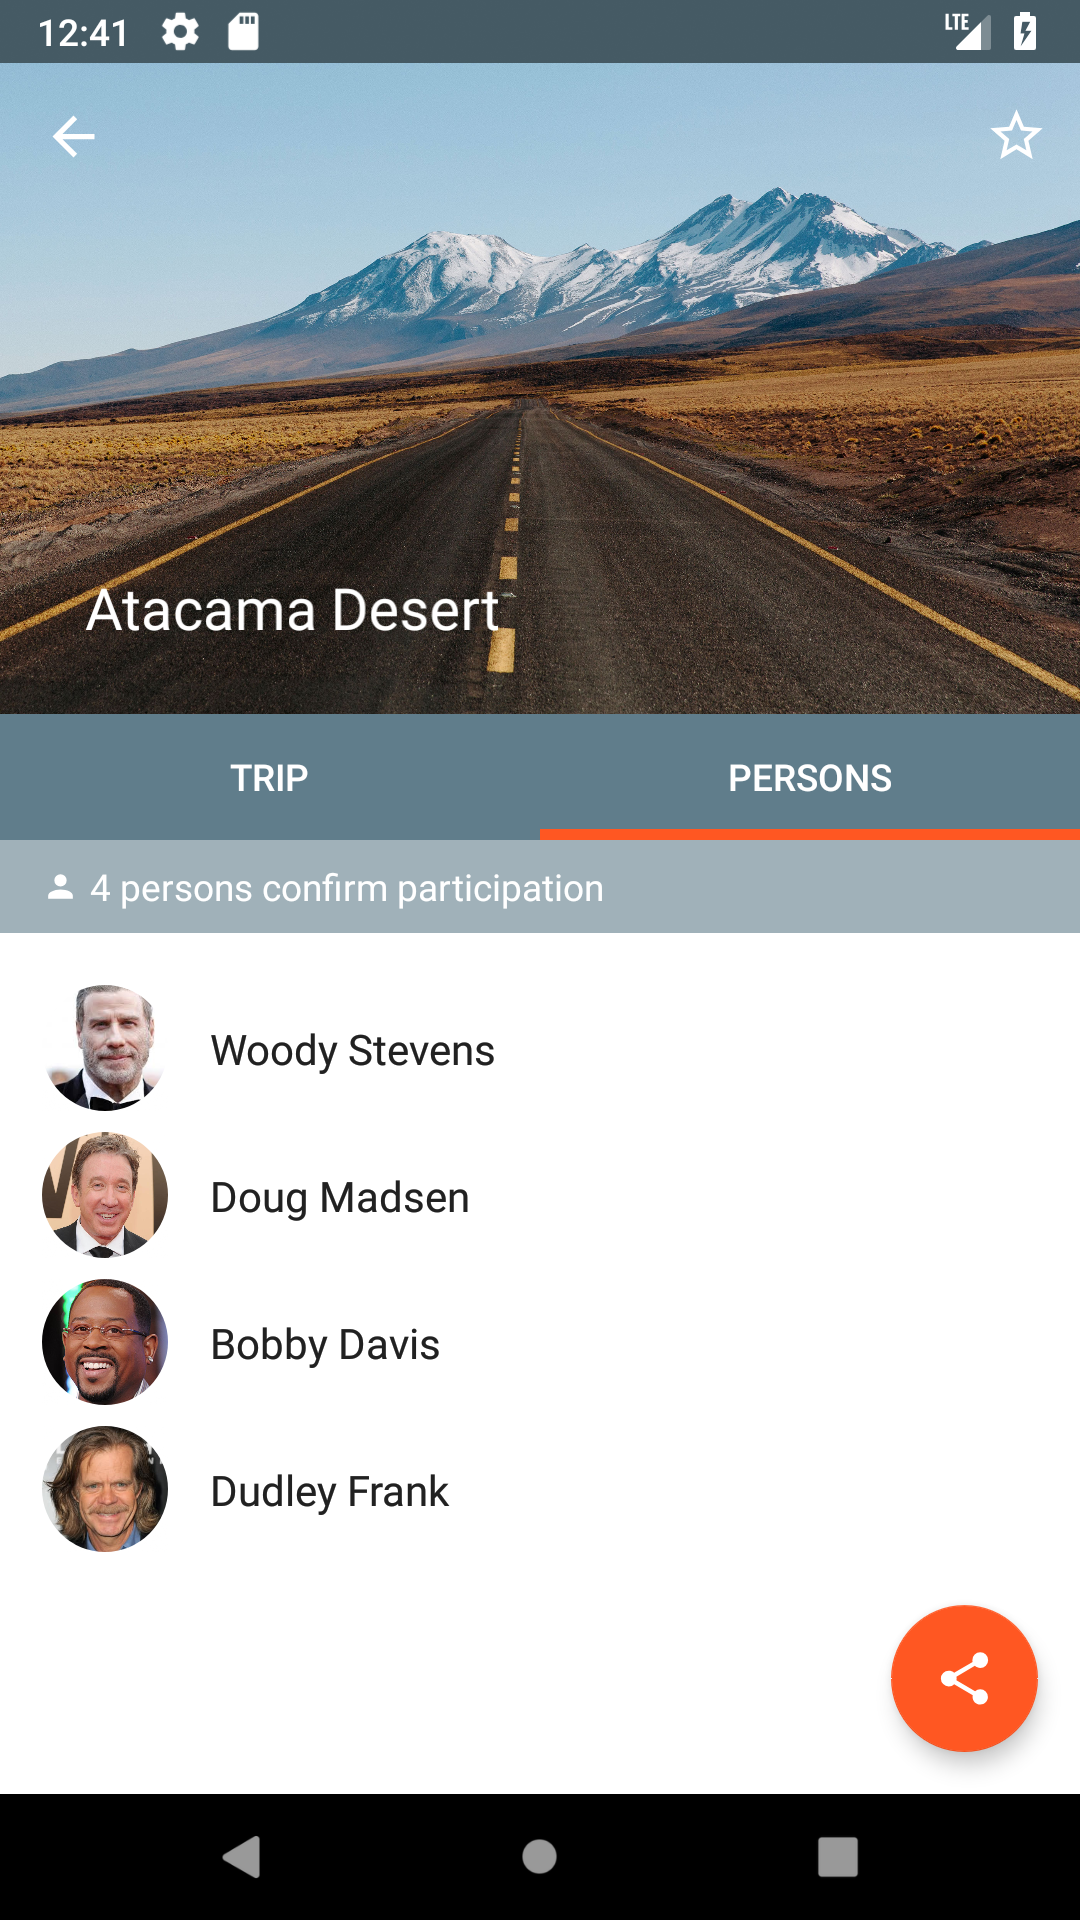 12:41
LTE
Atacama Desert
TRIP
PERSONS
4 persons confirm participation
Woody Stevens
Doug Madsen
Bobby Davis
Dudley Frank